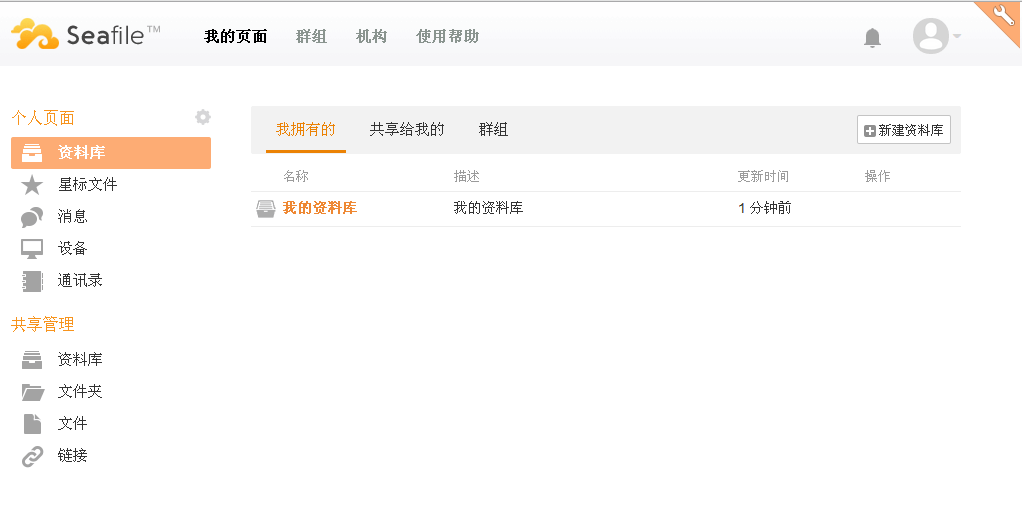 Seafile™ 我的页面 群组 机构 使用帮助
个人页面
资料库
星标文件
消息
设备
通讯录
共享管理
资料库
文件夹
文件
链接
我拥有的 共享给我的 群组 新建资料库
名称 描述 更新时间 操作
我的资料库 我的资料库 1 分钟前